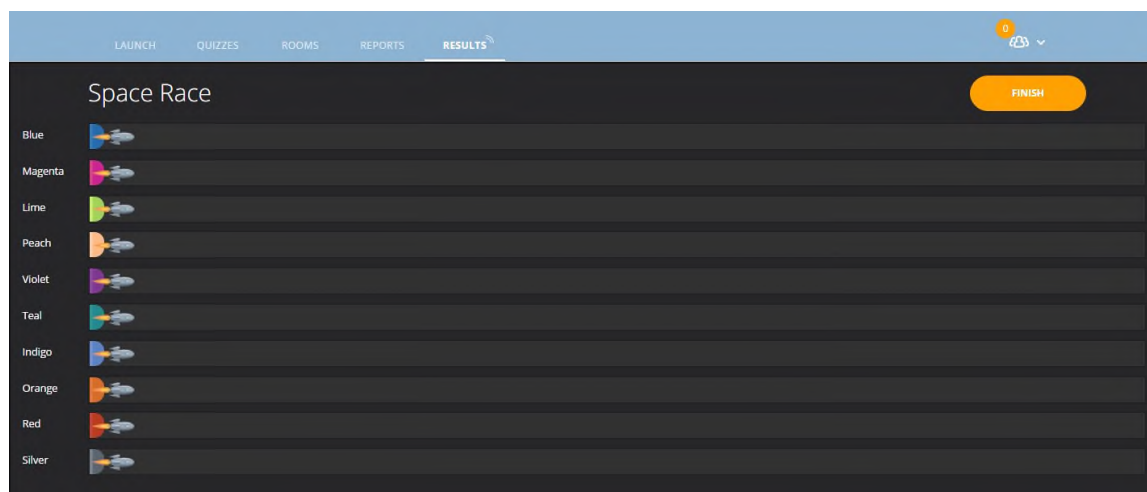 0
LAUNCH QUIZZES ROOMS REPORTS RESULTS
Space Race
FINISH
Blue
Magenta
Lime
Peach
Violet
Teal
Indigo
Orange
Red
Silver